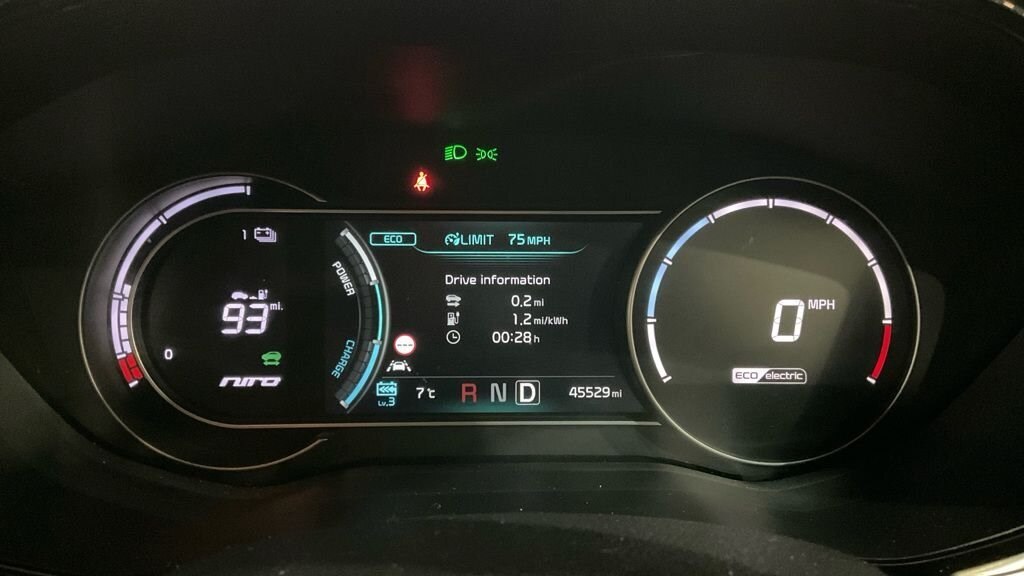 1
93 mi.
0
niro
POWER
CHARGE
ECO
LIMIT 75 MPH
Drive information
0.2 mi
1.2 mi/kWh
00:28 h
Lv.3
7°c
R N D
45529 mi
0 MPH
ECO/electric